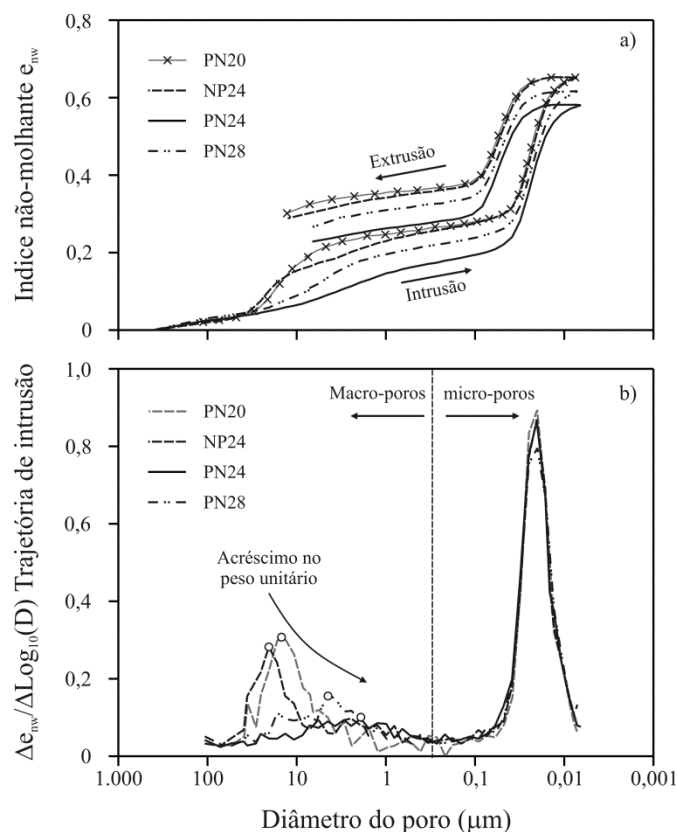 0,8
a)
PN20
NP24
PN24
PN28
0,6
0,4
0,2
0
Extrusão
Intrusão
Indice não-molhante e_nw
1,0
b)
Macro-poros
micro-poros
PN20
NP24
PN24
PN28
0,8
0,6
0,4
0,2
0
Acréscimo no
peso unitário
Δe_nw/ΔLog₁₀(D) Trajetória de intrusão
1.000
100
10
1
0,1
0,01
0,001
Diâmetro do poro (µm)